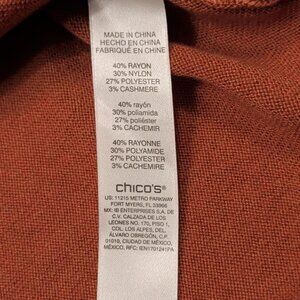 MADE IN CHINA
HECHO EN CHINA
FABRIQUÉ EN CHINE
40% RAYON
30% NYLON
27% POLYESTER
3% CASHMERE
40% rayón
30% poliamida
27% poliéster
3% CACHEMIR
40% RAYONNE
30% POLYAMIDE
27% POLYESTER
3% CACHEMIRE
chico's®
US: 11215 METRO PARKWAY
FORT MYERS, FL 33966
MX: IB ENTERPRISES S.A. DE
C.V. CALZADA DE LOS
LEONES NO. 170, PISO 1,
COL. LOS ALPES, DEL.
ÁLVARO OBREGÓN, C.P.
01010, CIUDAD DE MÉXICO,
MÉXICO, RFC: IEN1701241PA